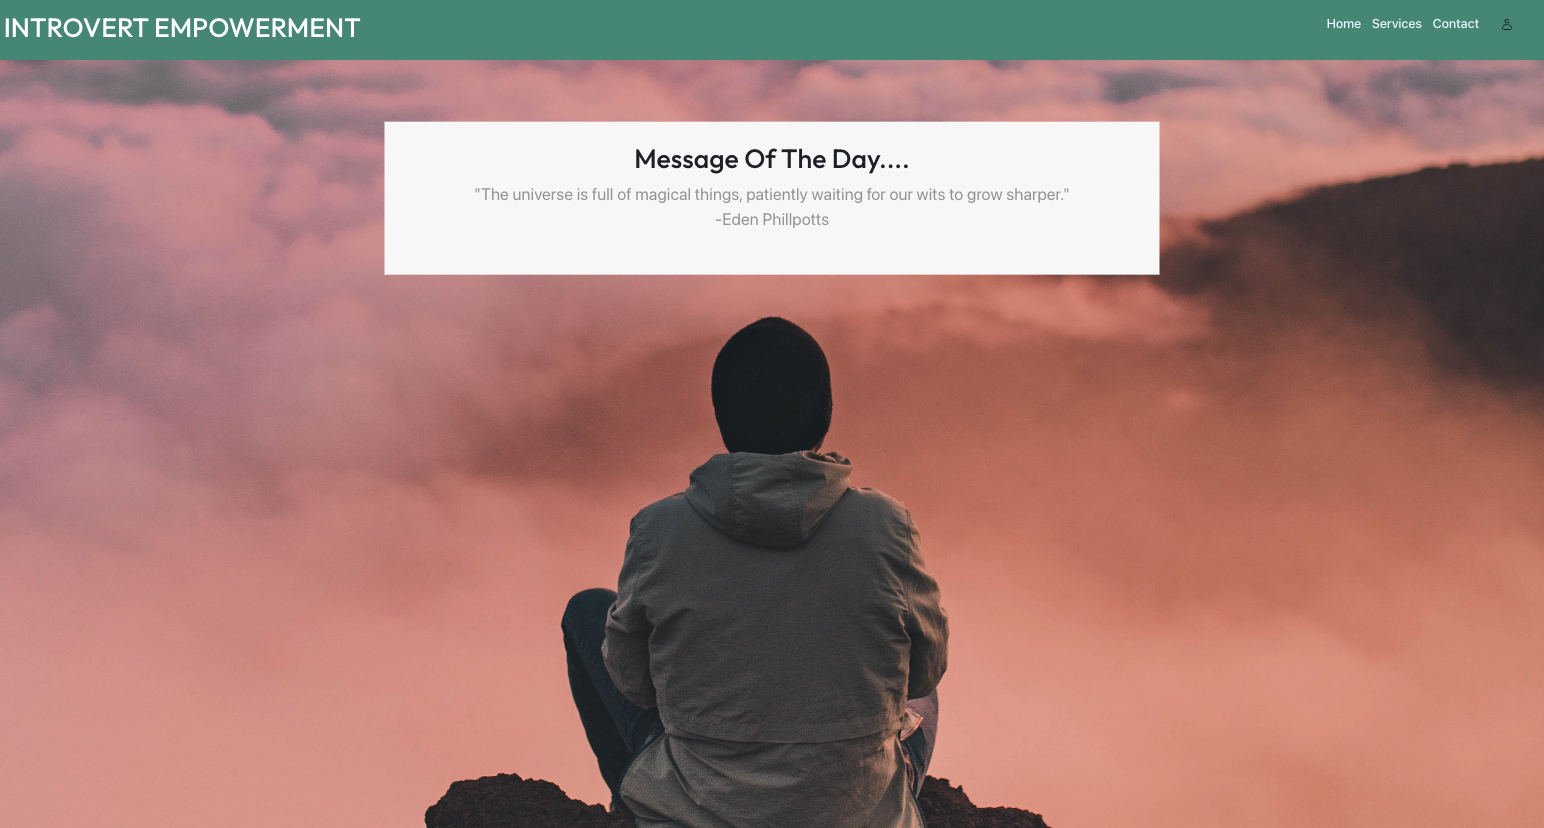 INTROVERT EMPOWERMENT
Home Services Contact
Message Of The Day....
"The universe is full of magical things, patiently waiting for our wits to grow sharper."
-Eden Phillpotts